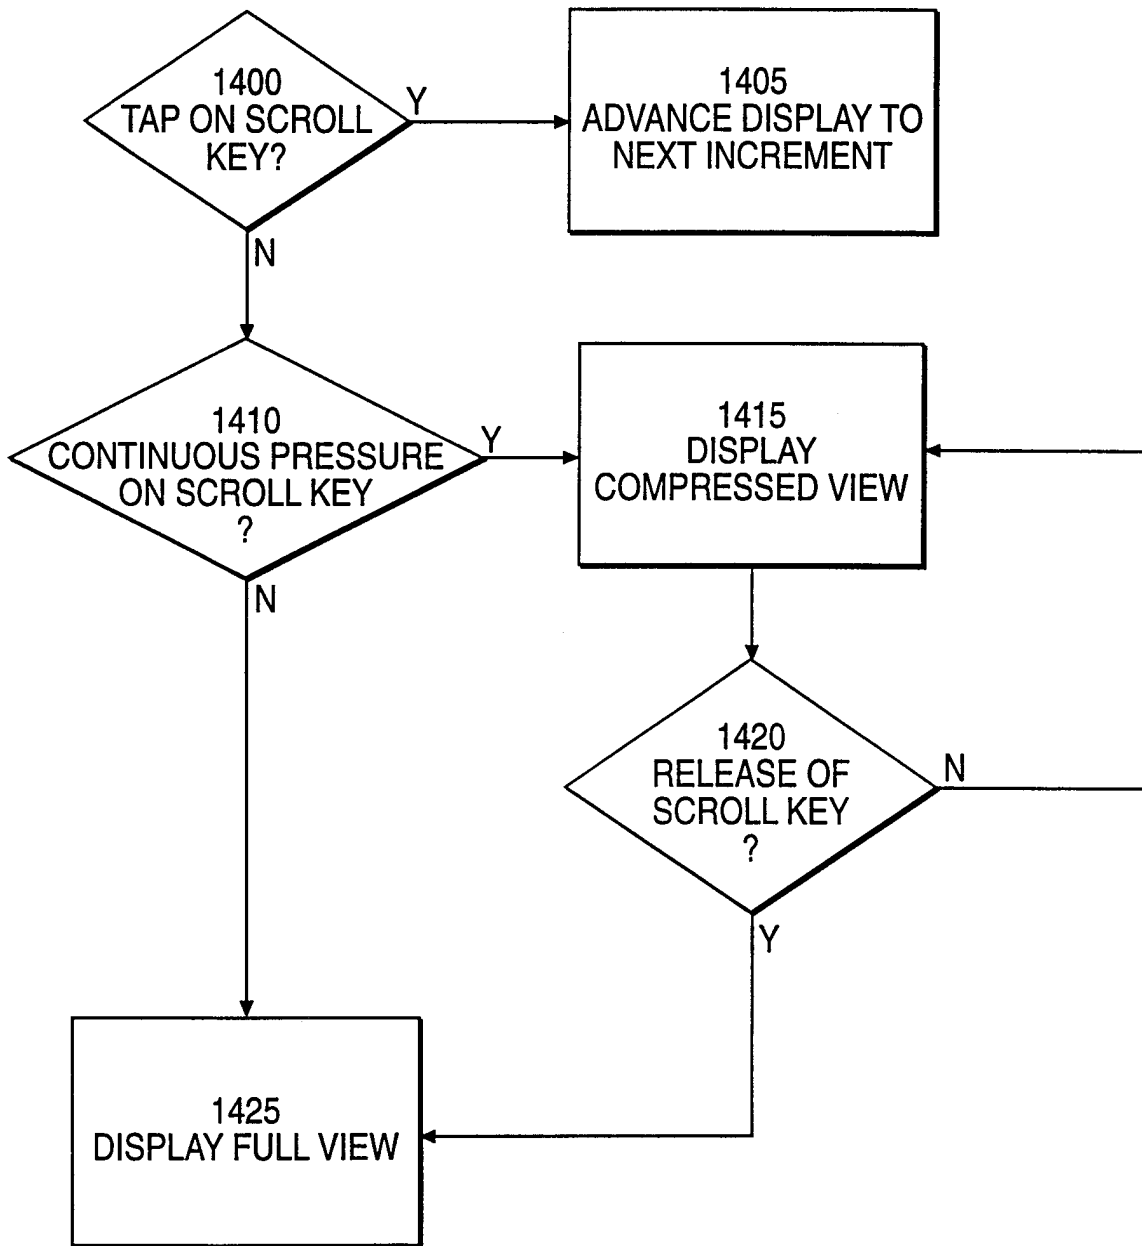 1400
TAP ON SCROLL
KEY?
Y
N
1405
ADVANCE DISPLAY TO
NEXT INCREMENT
1410
CONTINUOUS PRESSURE
ON SCROLL KEY
?
Y
N
1415
DISPLAY
COMPRESSED VIEW
1420
RELEASE OF
SCROLL KEY
?
N
Y
1425
DISPLAY FULL VIEW